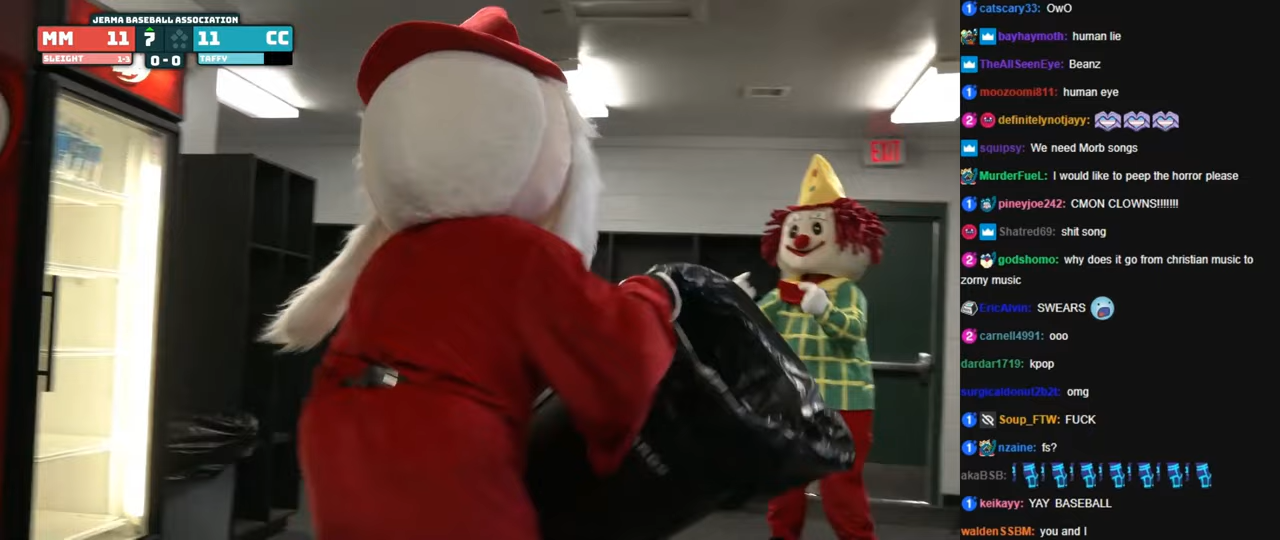 JERMA BASEBALL ASSOCIATION
MM 11 7 11 CC
SLEIGHT 1-3 0-0 TAFFY
EXIT
catscary33: OwO
bayhaymoth: human lie
TheAllSeenEye: Beanz
moozoomi811: human eye
definitelynotjayy:
squipsy: We need Morb songs
MurderFueL: I would like to peep the horror please
pineyjoe242: CMON CLOWNS!!!!!!!
Shatred69: shit song
godshomo: why does it go from christian music to
zorny music
EricAlvin: SWEARS
carnell4991: ooo
dardar1719: kpop
surgicaldonut2b2t: omg
Soup_FTW: FUCK
nzaine: fs?
akaBSB:
keikayy: YAY BASEBALL
waldenSSBM: you and I